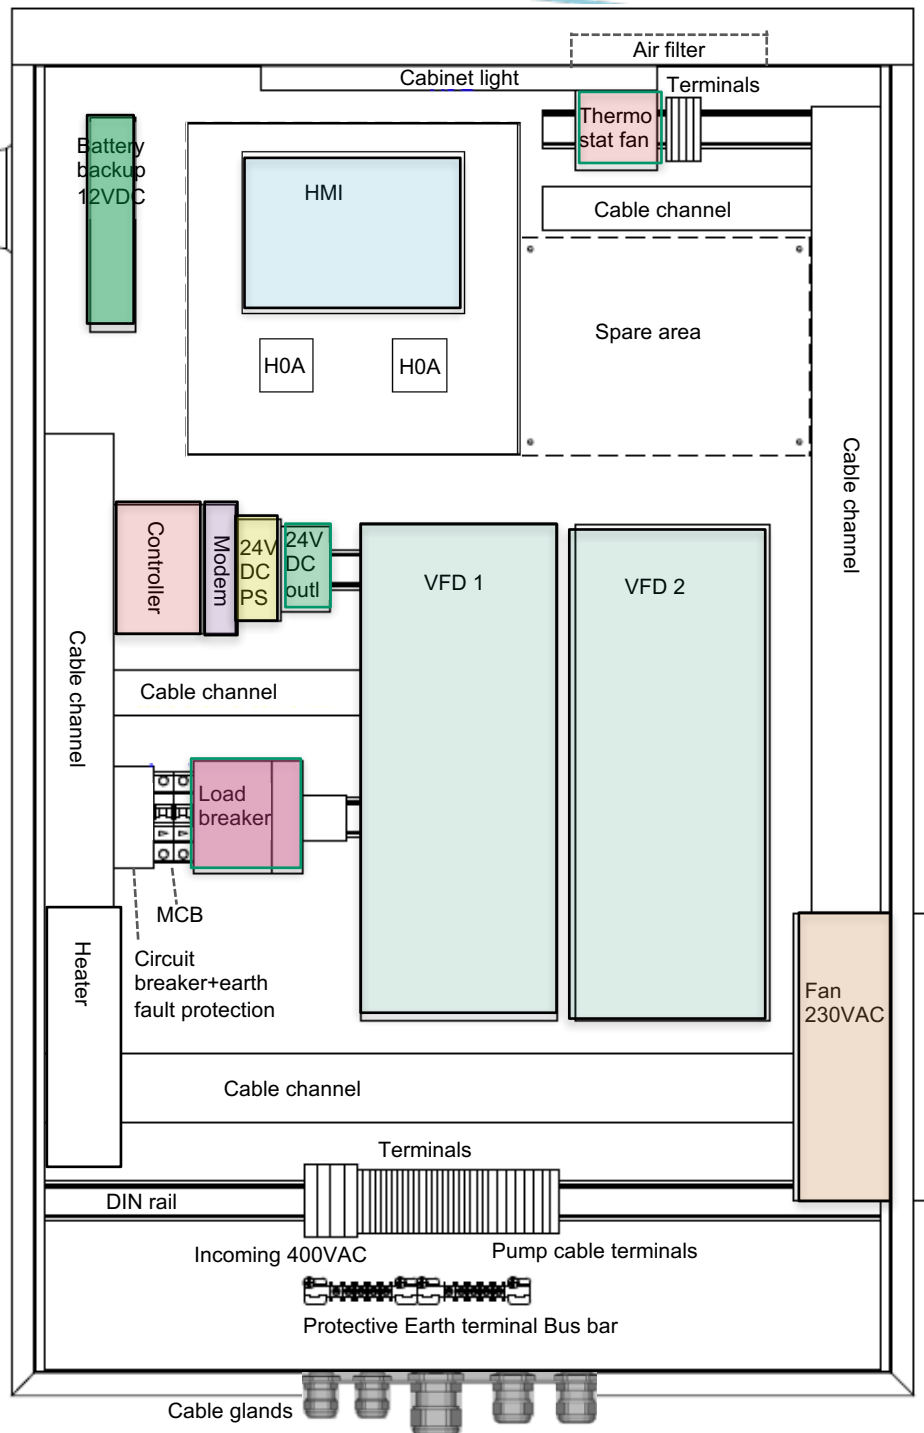 Air filter
Cabinet light
Terminals
Thermo
stat fan
Battery
backup
12VDC
HMI
Cable channel
Spare area
H0A
H0A
Cable channel
Controller
Modem
24V
DC
PS
24V
DC
outl
VFD 1
VFD 2
Cable channel
Cable channel
Load
breaker
MCB
Circuit
breaker+earth
fault protection
Heater
Fan
230VAC
Cable channel
Terminals
DIN rail
Incoming 400VAC
Pump cable terminals
Protective Earth terminal Bus bar
Cable glands